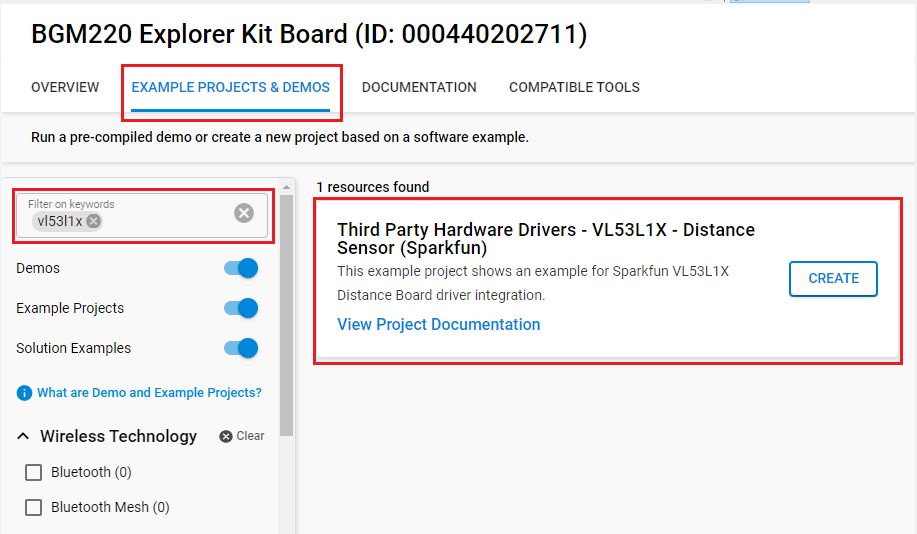 BGM220 Explorer Kit Board (ID: 000440202711)
OVERVIEW
EXAMPLE PROJECTS & DEMOS
DOCUMENTATION
COMPATIBLE TOOLS
Run a pre-compiled demo or create a new project based on a software example.
Filter on keywords
vl53l1x
Demos
Example Projects
Solution Examples
What are Demo and Example Projects?
Wireless Technology
Clear
Bluetooth (0)
Bluetooth Mesh (0)
1 resources found
Third Party Hardware Drivers - VL53L1X - Distance
Sensor (Sparkfun)
This example project shows an example for Sparkfun VL53L1X
Distance Board driver integration.
View Project Documentation
CREATE